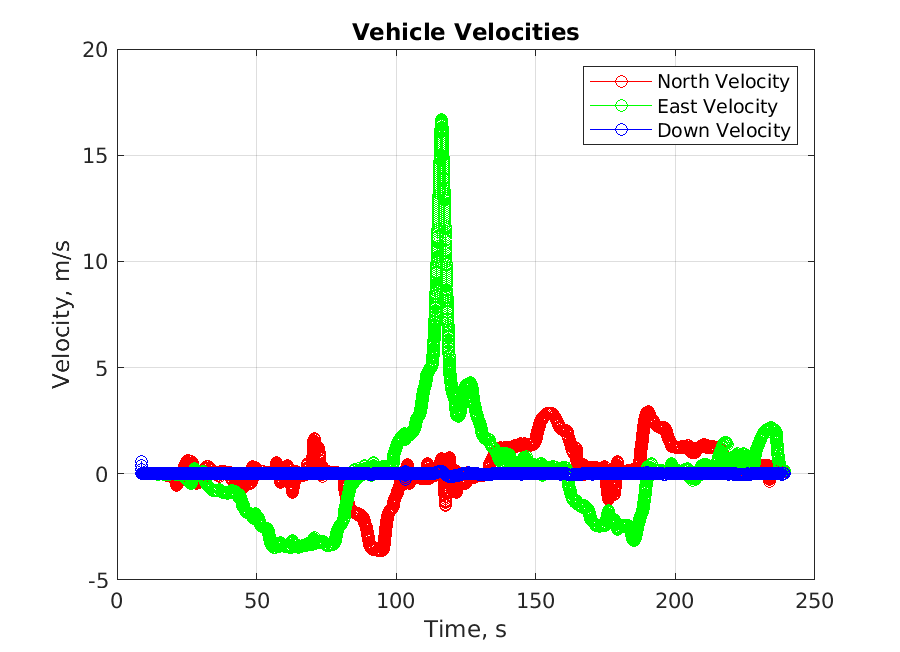 Vehicle Velocities
20
15
10
5
0
-5
0 50 100 150 200 250
Velocity, m/s
Time, s
North Velocity
East Velocity
Down Velocity